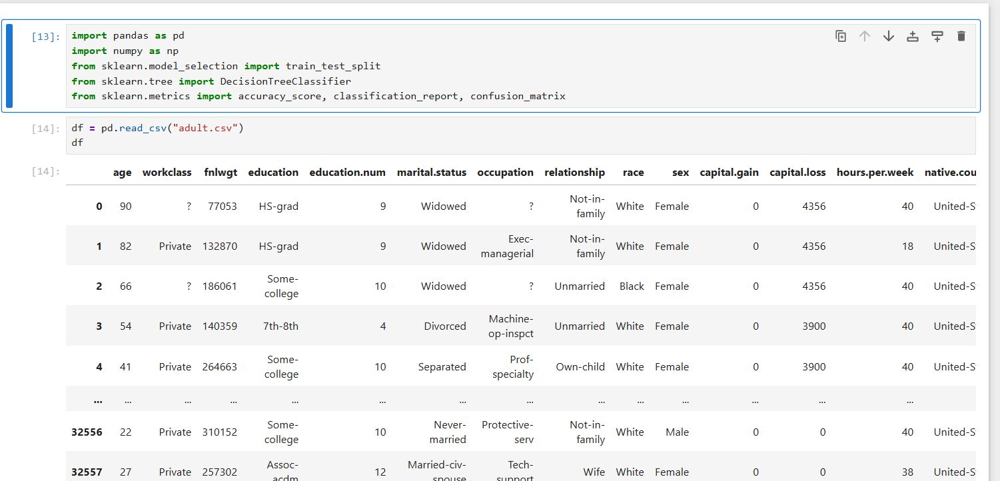 [13]:
import pandas as pd
import numpy as np
from sklearn.model_selection import train_test_split
from sklearn.tree import DecisionTreeClassifier
from sklearn.metrics import accuracy_score, classification_report, confusion_matrix
[14]:
df = pd.read_csv("adult.csv")
df
[14]:
age workclass fnlwgt education education.num marital.status occupation relationship race sex capital.gain capital.loss hours.per.week native.cou
0 90 ? 77053 HS-grad 9 Widowed ? Not-in-family White Female 0 4356 40 United-S
1 82 Private 132870 HS-grad 9 Widowed Exec-managerial Not-in-family White Female 0 4356 18 United-S
2 66 ? 186061 Some-college 10 Widowed ? Unmarried Black Female 0 4356 40 United-S
3 54 Private 140359 7th-8th 4 Divorced Machine-op-inspct Unmarried White Female 0 3900 40 United-S
4 41 Private 264663 Some-college 10 Separated Prof-specialty Own-child White Female 0 3900 40 United-S
... ... ... ... ... ... ... ... ... ... ... ... ... ...
32556 22 Private 310152 Some-college 10 Never-married Protective-serv Not-in-family White Male 0 0 40 United-S
32557 27 Private 257302 Assoc-acdm 12 Married-civ-spouse Tech-support Wife White Female 0 0 38 United-S